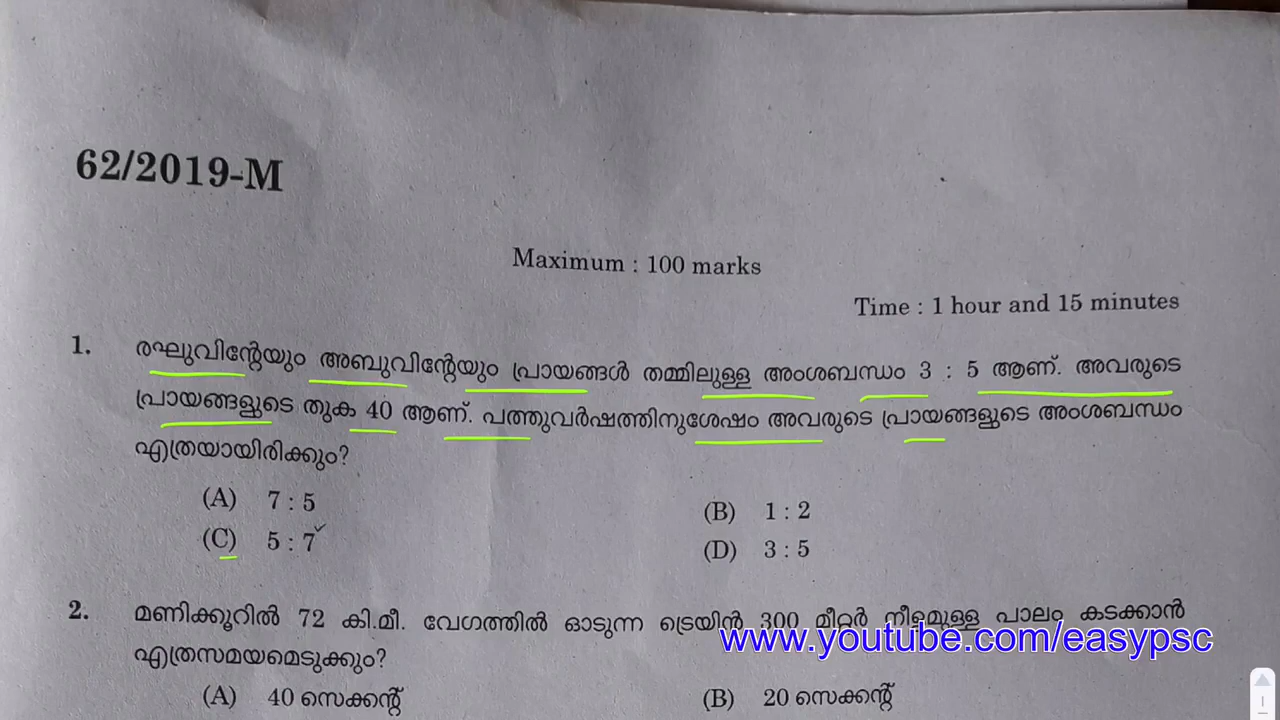 62/2019-M
Maximum : 100 marks
Time : 1 hour and 15 minutes
1. രഘുവിന്റേയും അബുവിന്റേയും പ്രായങ്ങൾ തമ്മിലുള്ള അംശബന്ധം 3 : 5 ആണ്. അവരുടെ
പ്രായങ്ങളുടെ തുക 40 ആണ്. പത്തുവർഷത്തിനുശേഷം അവരുടെ പ്രായങ്ങളുടെ അംശബന്ധം
എത്രയായിരിക്കും?
(A) 7 : 5 (B) 1 : 2
(C) 5 : 7 (D) 3 : 5
2. മണിക്കൂറിൽ 72 കി.മീ. വേഗത്തിൽ ഓടുന്ന ട്രെയിൻ 300 മീറ്റർ നീളമുള്ള പാലം കടക്കാൻ
www.youtube.com/easypsc
എത്രസമയമെടുക്കും?
(A) 40 സെക്കന്റ് (B) 20 സെക്കന്റ്